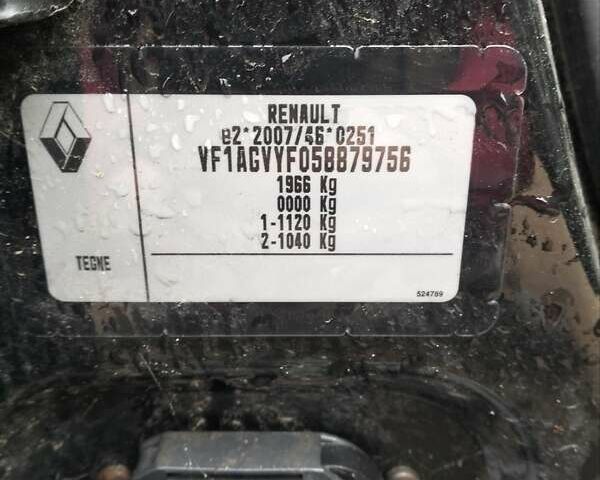 RENAULT
e2*2007/46*0251
VF1AGVYF058879756
1966 Kg
0000 Kg
1-1120 Kg
2-1040 Kg
TEGNE
524789